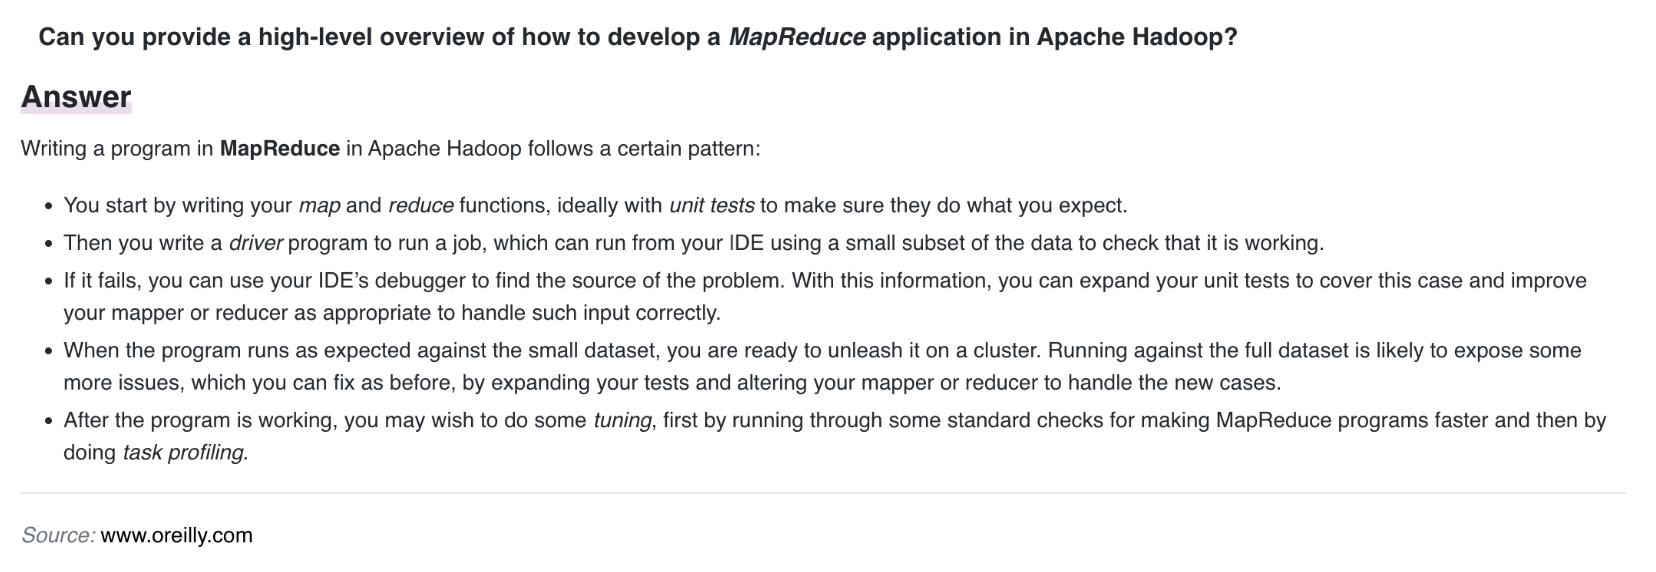 Can you provide a high-level overview of how to develop a MapReduce application in Apache Hadoop?
Answer
Writing a program in MapReduce in Apache Hadoop follows a certain pattern:
• You start by writing your map and reduce functions, ideally with unit tests to make sure they do what you expect.
• Then you write a driver program to run a job, which can run from your IDE using a small subset of the data to check that it is working.
• If it fails, you can use your IDE’s debugger to find the source of the problem. With this information, you can expand your unit tests to cover this case and improve
your mapper or reducer as appropriate to handle such input correctly.
• When the program runs as expected against the small dataset, you are ready to unleash it on a cluster. Running against the full dataset is likely to expose some
more issues, which you can fix as before, by expanding your tests and altering your mapper or reducer to handle the new cases.
• After the program is working, you may wish to do some tuning, first by running through some standard checks for making MapReduce programs faster and then by
doing task profiling.
Source: www.oreilly.com